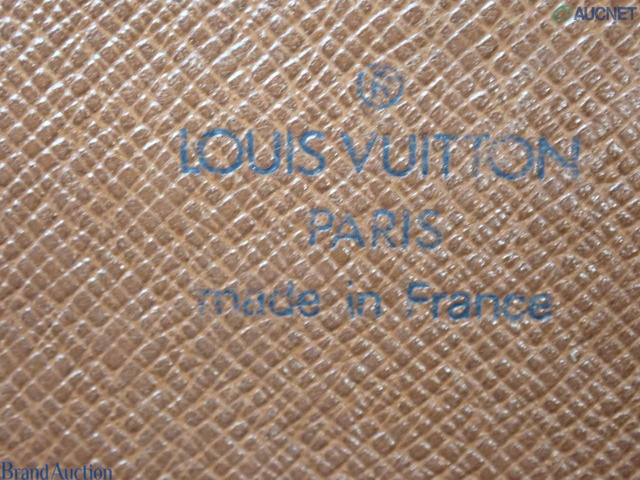 AUCNET
®
LOUIS VUITTON
PARIS
made in France
Brand Auction